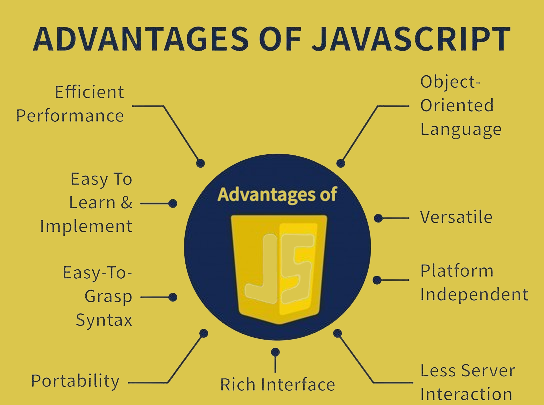 ADVANTAGES OF JAVASCRIPT
Efficient
Performance
Easy To
Learn &
Implement
Easy-To-
Grasp
Syntax
Portability
Advantages of
JS
Rich Interface
Object-
Oriented
Language
Versatile
Platform
Independent
Less Server
Interaction